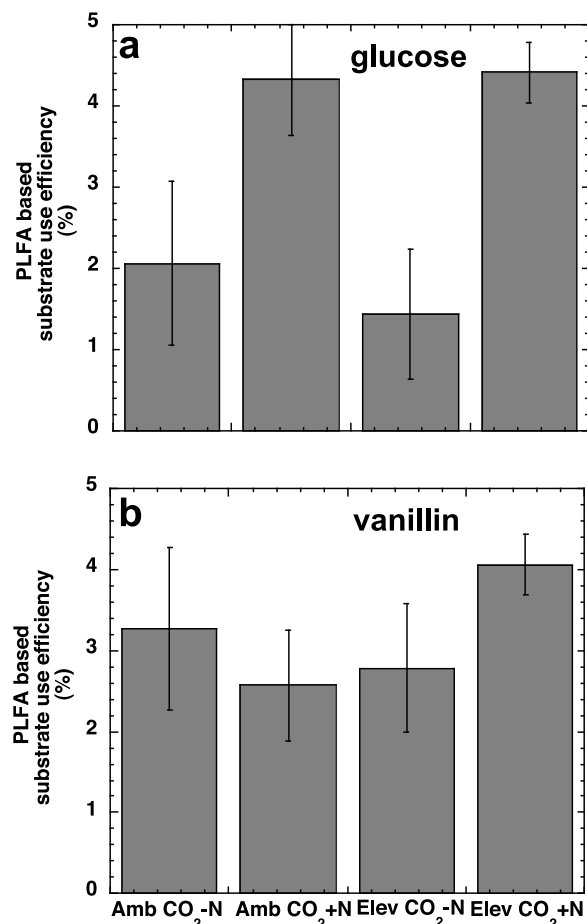 a
glucose
PLFA based
substrate use efficiency
(%)
5
4
3
2
1
0
b
vanillin
PLFA based
substrate use efficiency
(%)
5
4
3
2
1
0
Amb CO₂-N Amb CO₂+N Elev CO₂-N Elev CO₂+N